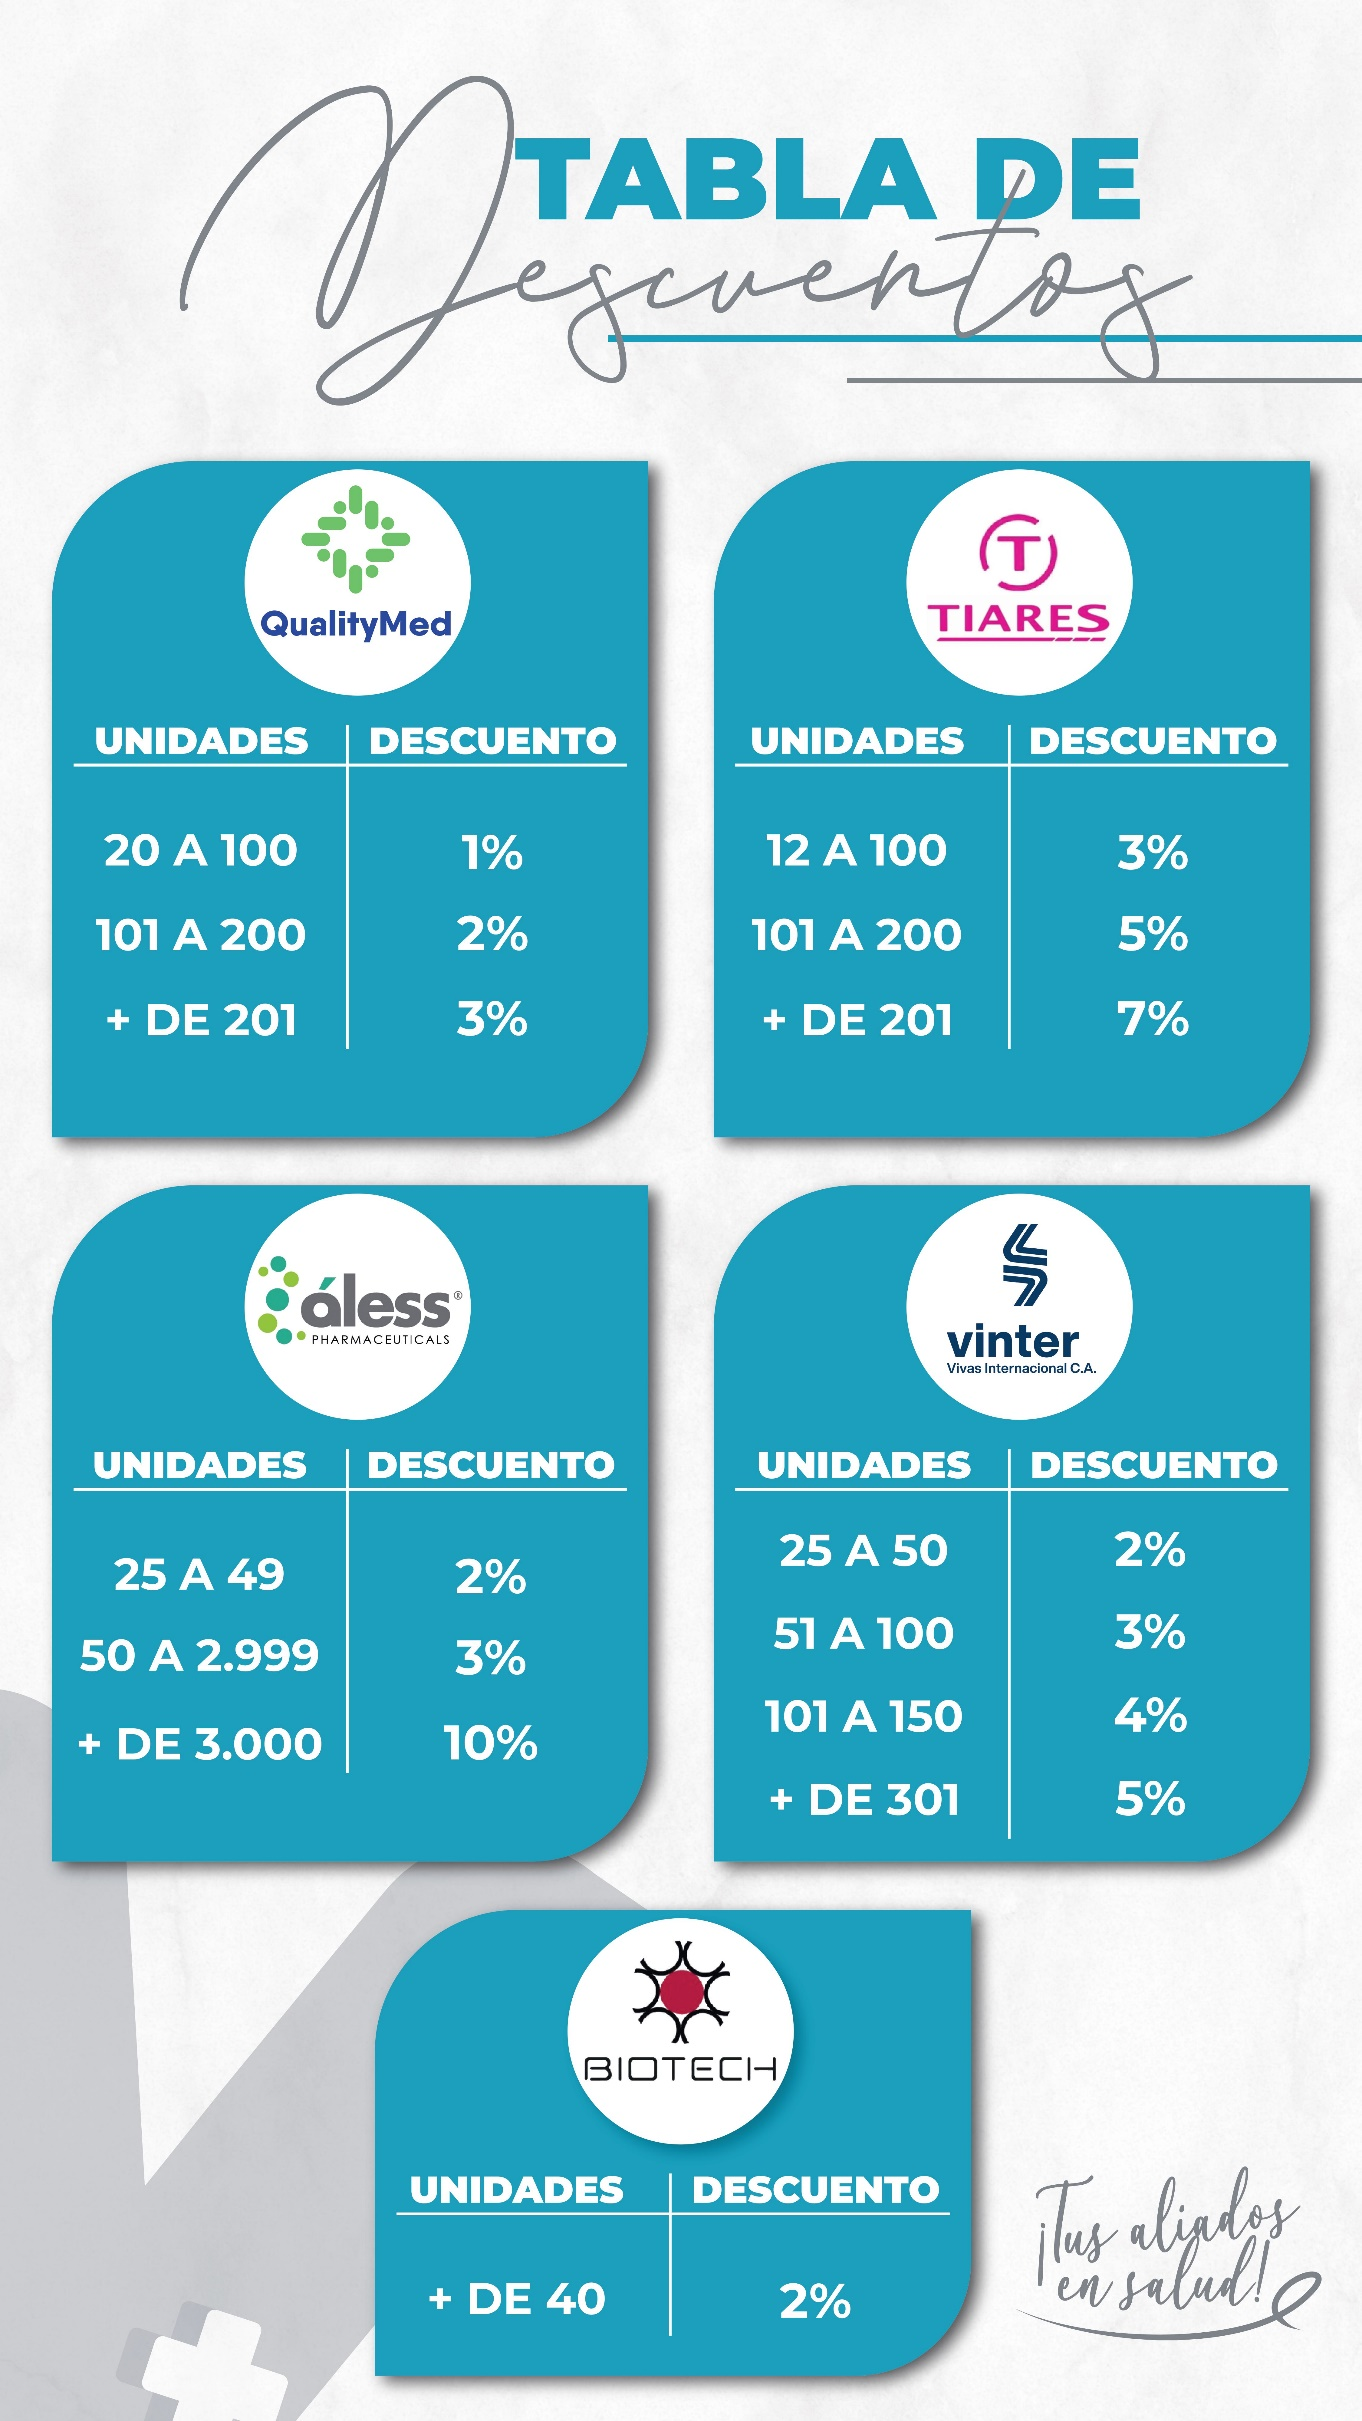 TABLA DE
Descuentos
QualityMed
UNIDADES DESCUENTO
20 A 100 1%
101 A 200 2%
+ DE 201 3%
T
TIARES
UNIDADES DESCUENTO
12 A 100 3%
101 A 200 5%
+ DE 201 7%
áless®
PHARMACEUTICALS
UNIDADES DESCUENTO
25 A 49 2%
50 A 2.999 3%
+ DE 3.000 10%
vinter
Vivas Internacional C.A.
UNIDADES DESCUENTO
25 A 50 2%
51 A 100 3%
101 A 150 4%
+ DE 301 5%
BIOTECH
UNIDADES DESCUENTO
+ DE 40 2%
¡Tus aliados
en salud!